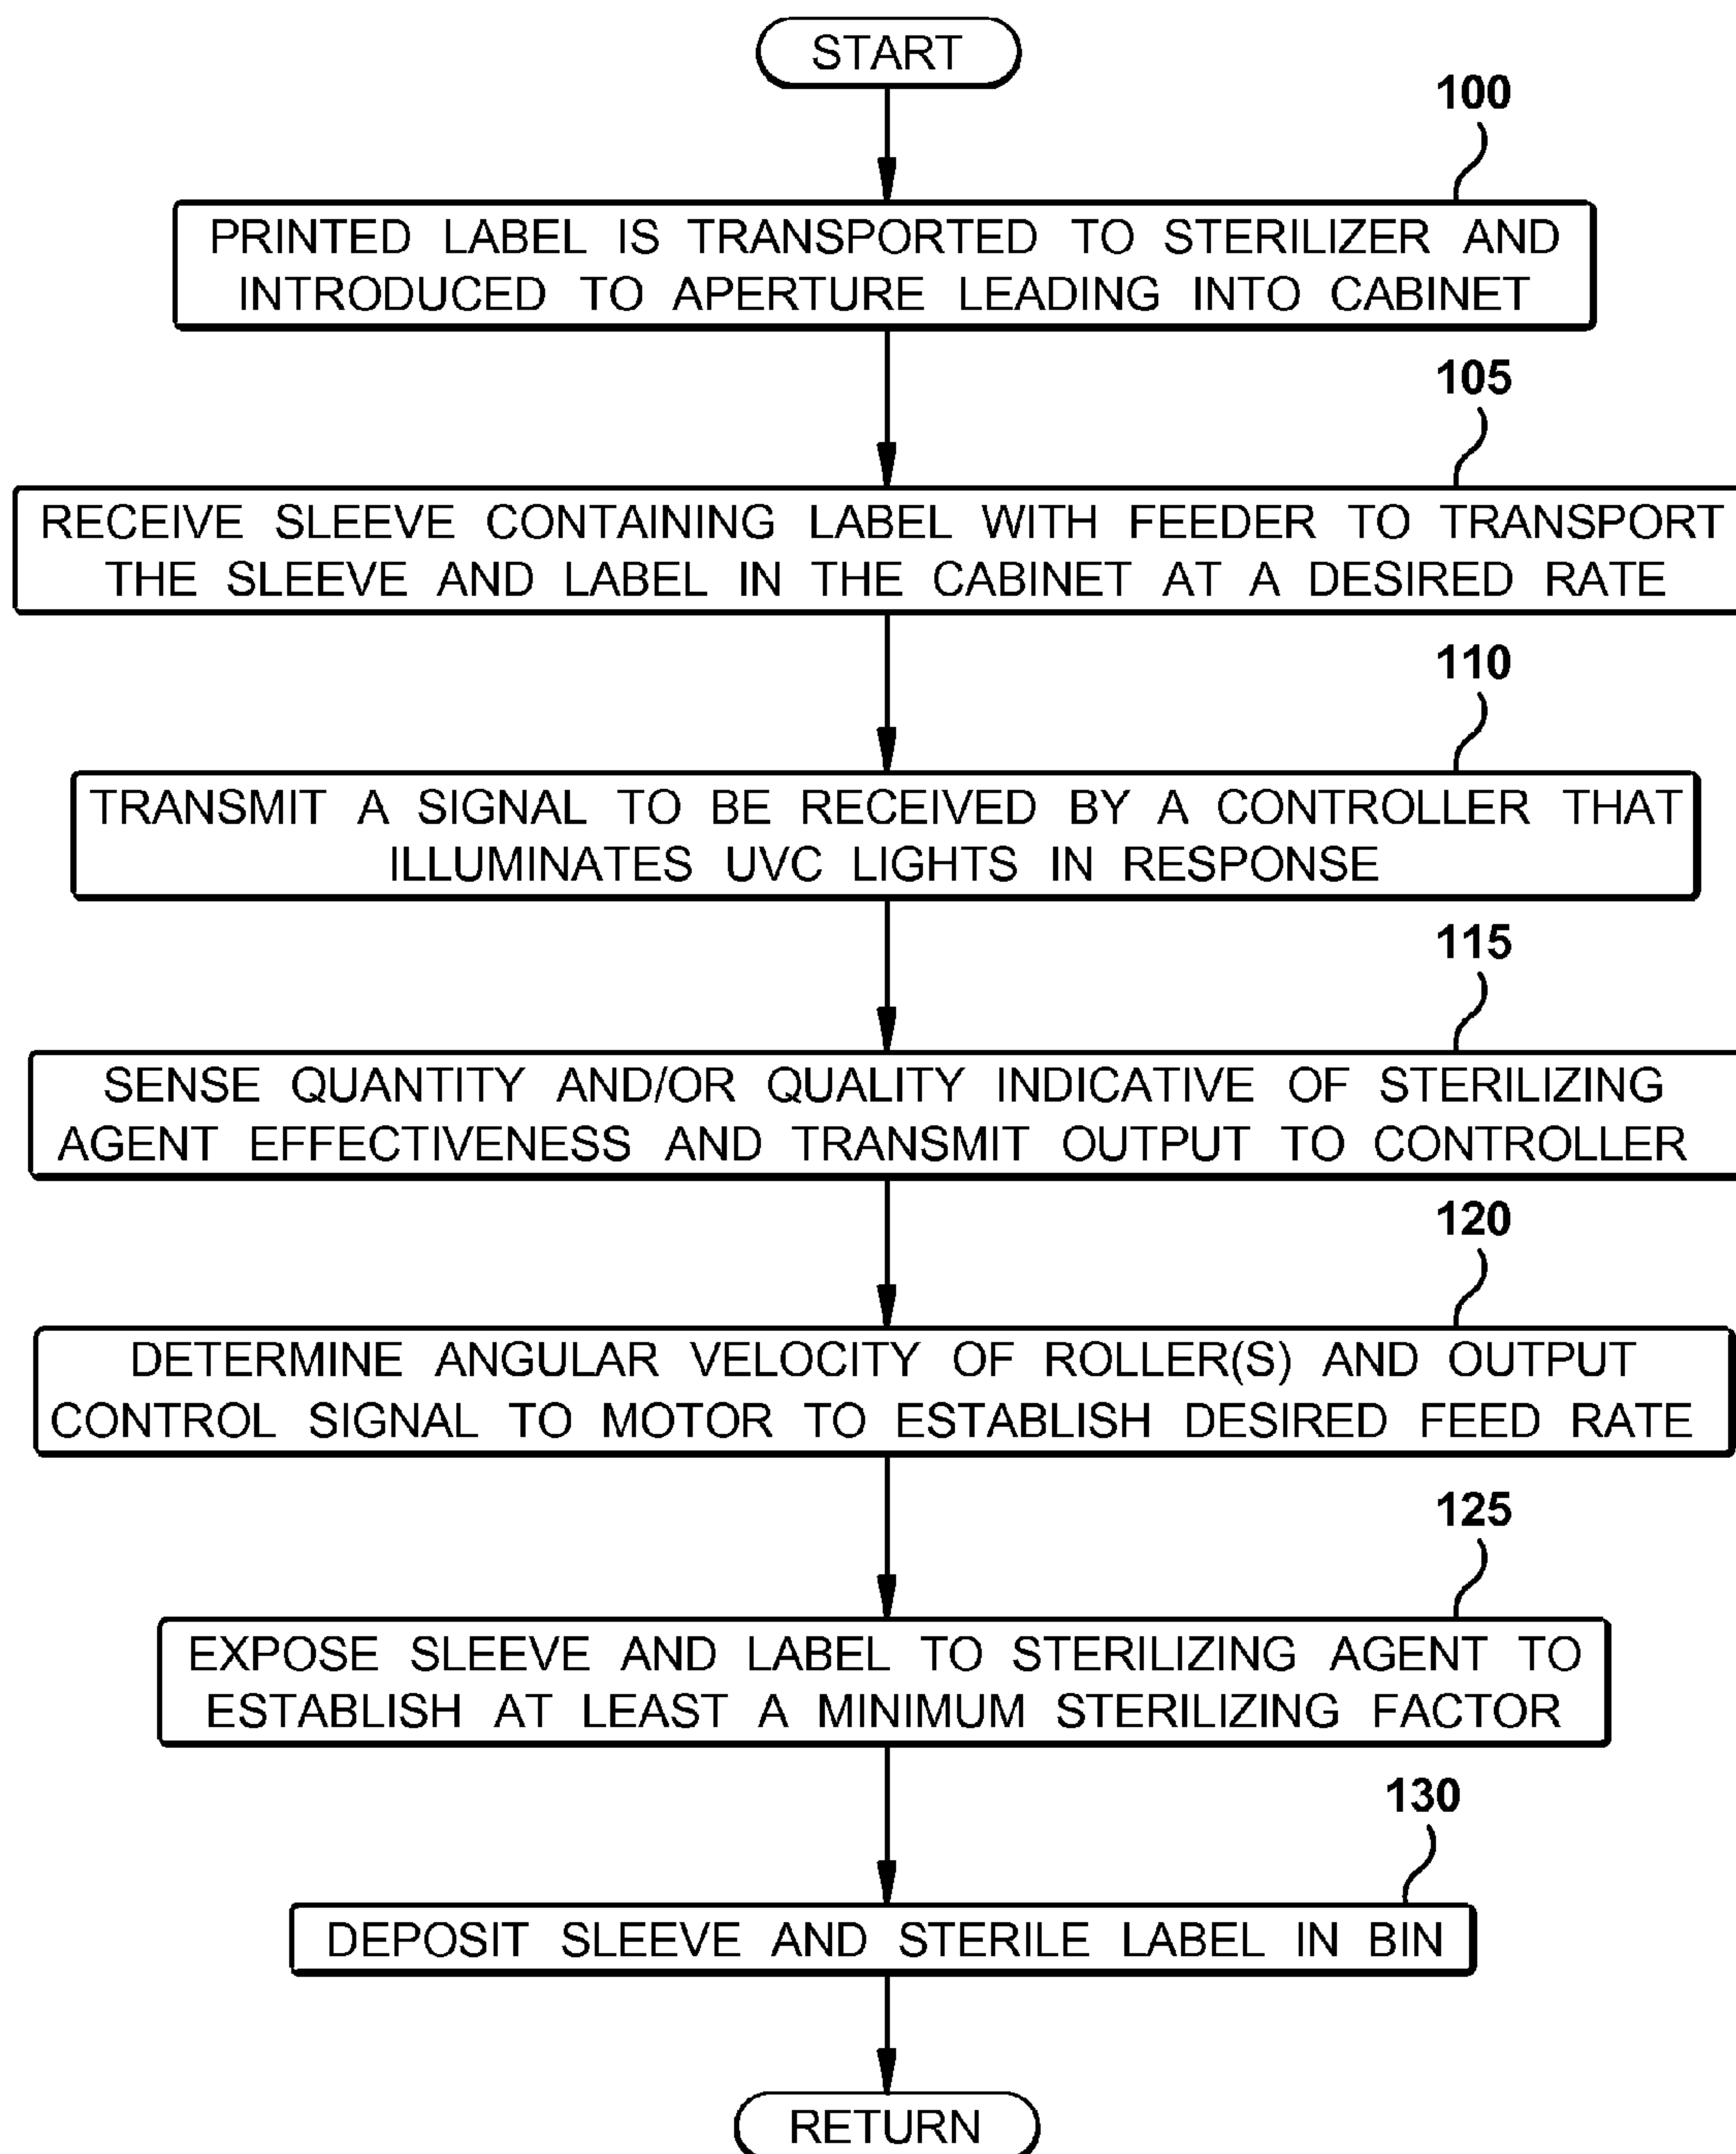 START
100
PRINTED LABEL IS TRANSPORTED TO STERILIZER AND
INTRODUCED TO APERTURE LEADING INTO CABINET
105
RECEIVE SLEEVE CONTAINING LABEL WITH FEEDER TO TRANSPORT
THE SLEEVE AND LABEL IN THE CABINET AT A DESIRED RATE
110
TRANSMIT A SIGNAL TO BE RECEIVED BY A CONTROLLER THAT
ILLUMINATES UVC LIGHTS IN RESPONSE
115
SENSE QUANTITY AND/OR QUALITY INDICATIVE OF STERILIZING
AGENT EFFECTIVENESS AND TRANSMIT OUTPUT TO CONTROLLER
120
DETERMINE ANGULAR VELOCITY OF ROLLER(S) AND OUTPUT
CONTROL SIGNAL TO MOTOR TO ESTABLISH DESIRED FEED RATE
125
EXPOSE SLEEVE AND LABEL TO STERILIZING AGENT TO
ESTABLISH AT LEAST A MINIMUM STERILIZING FACTOR
130
DEPOSIT SLEEVE AND STERILE LABEL IN BIN
RETURN